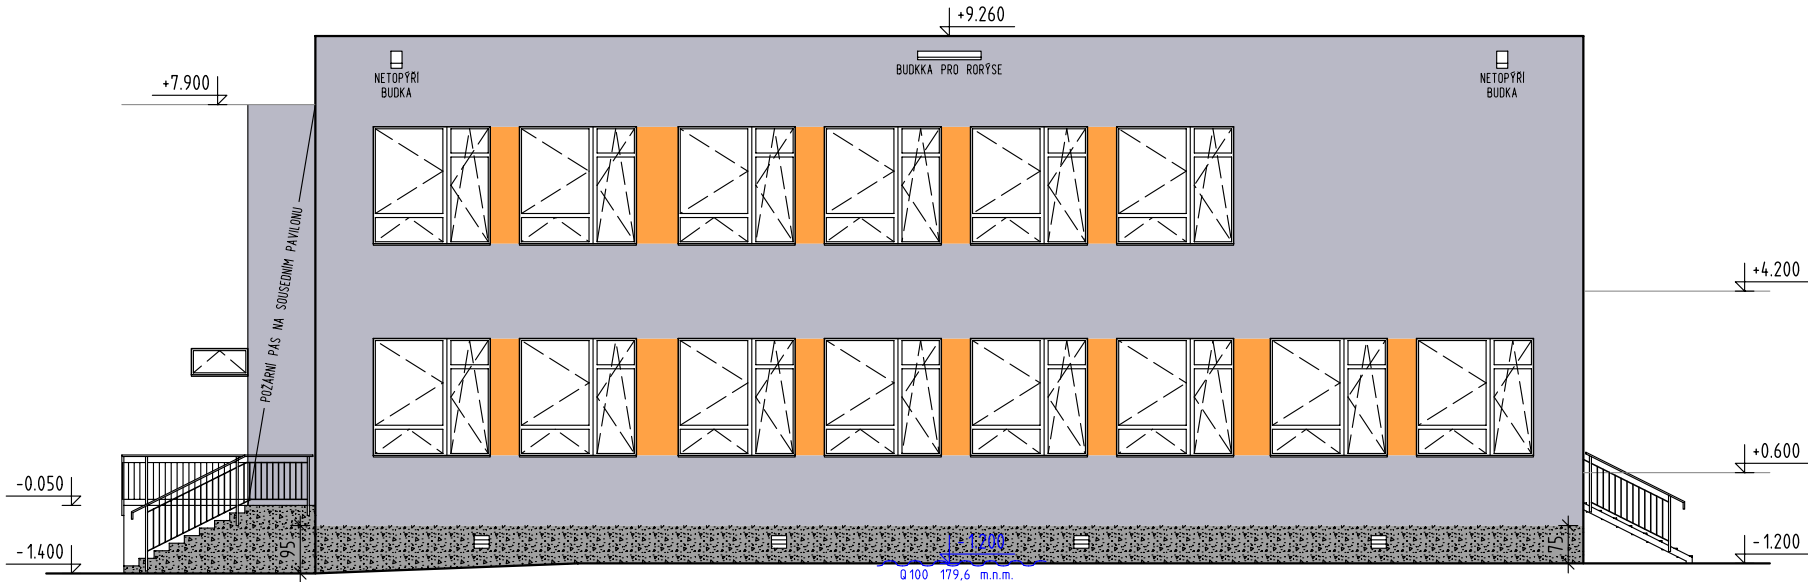 +9.260
NETOPÝŘÍ
BUDKA
BUDKKA PRO RORÝSE
NETOPÝŘÍ
BUDKA
+7.900
POŽÁRNÍ PÁS NA SOUSEDNÍM PAVILONU
+4.200
+0.600
-0.050
-1.400
95
-1.200
75
-1.200
Q100 179,6 m.n.m.